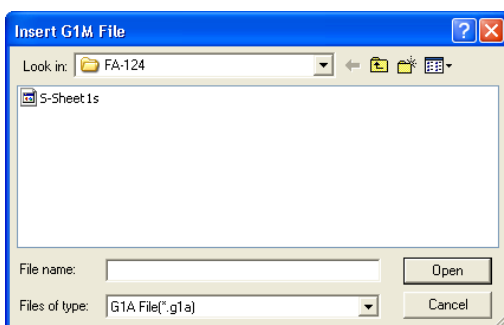 Insert G1M File
Look in: FA-124
S-Sheet1s
File name: Open
Files of type: G1A File(*.g1a) Cancel